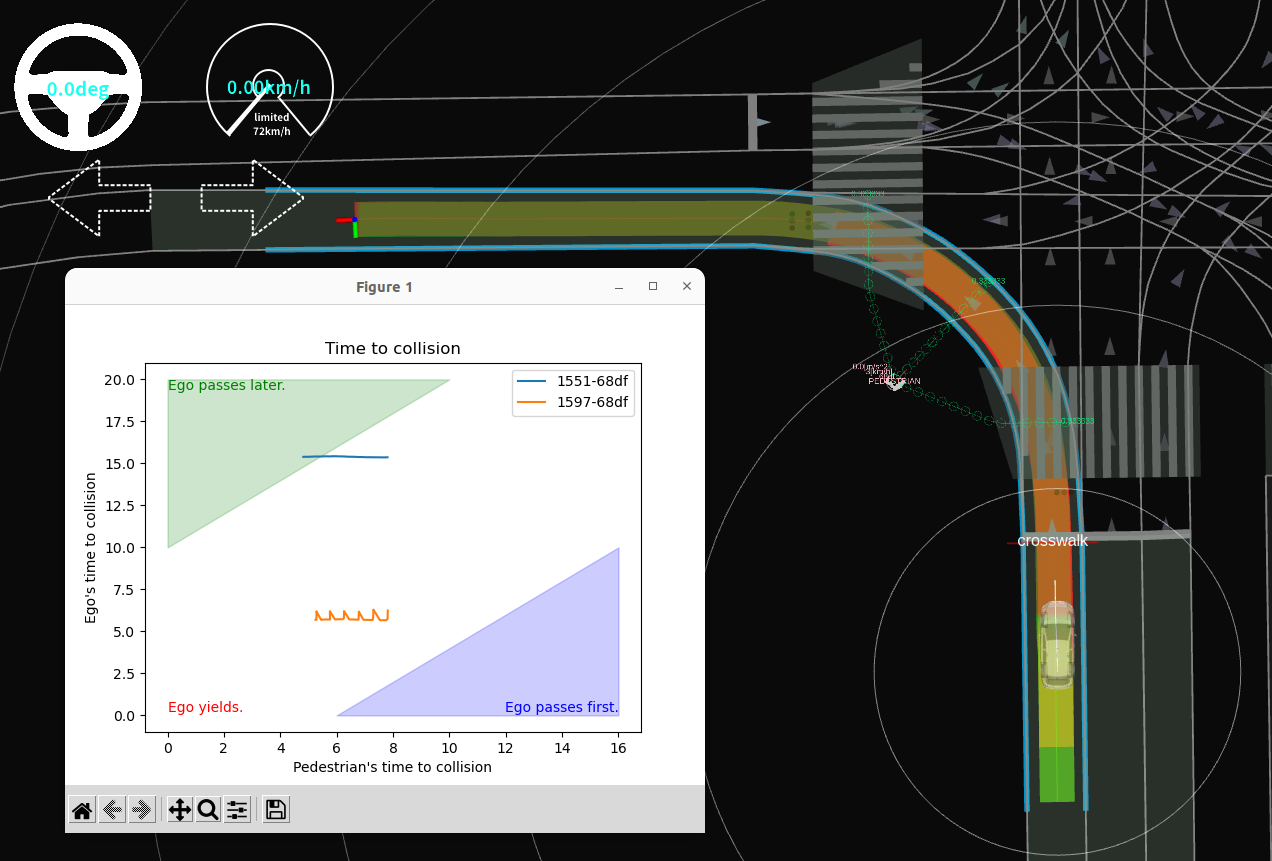 0.0deg
0.00km/h
limited
72km/h
Figure 1
Time to collision
Ego passes later.
1551-68df
1597-68df
20.0
17.5
15.0
12.5
10.0
7.5
5.0
2.5
0.0
Ego's time to collision
Ego yields.
Ego passes first.
0 2 4 6 8 10 12 14 16
Pedestrian's time to collision
PEDESTRIAN
crosswalk